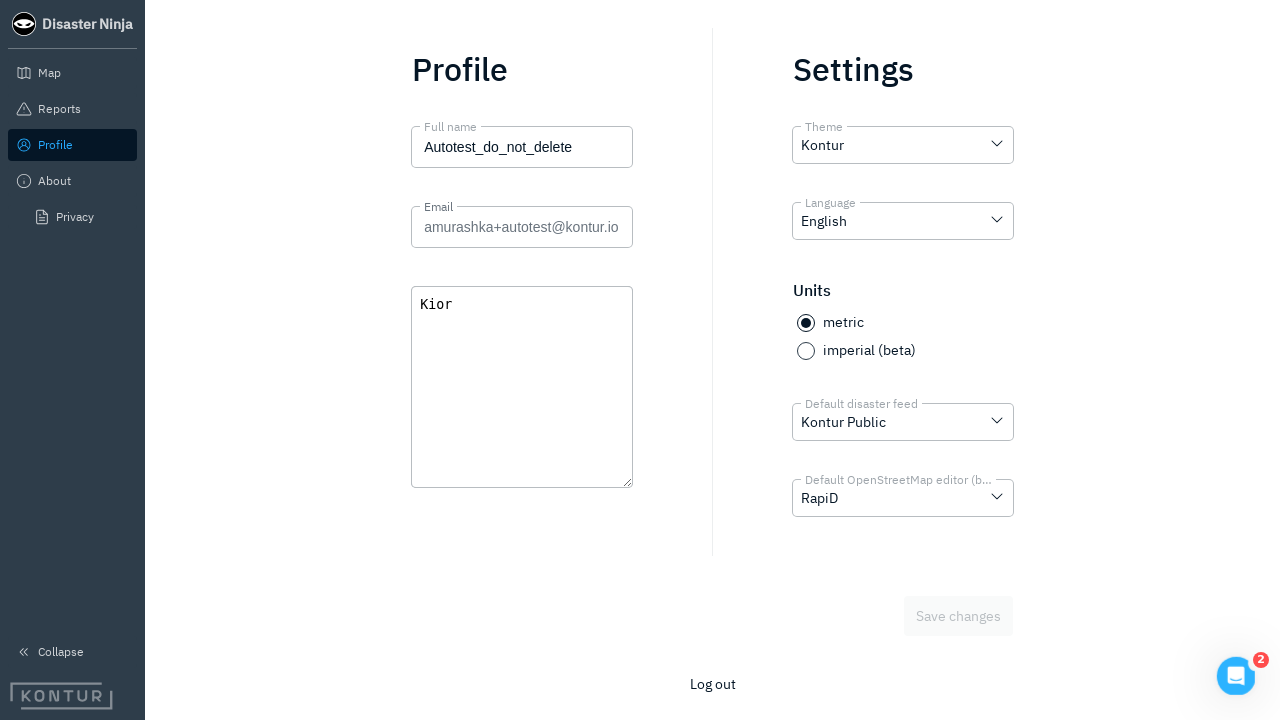 Disaster Ninja
Map
Reports
Profile
About
Privacy
Collapse
KONTUR
Profile
Full name
Autotest_do_not_delete
Email
amurashka+autotest@kontur.io
Kior
Settings
Theme
Kontur
Language
English
Units
metric
imperial (beta)
Default disaster feed
Kontur Public
Default OpenStreetMap editor (b...
RapiD
Save changes
Log out
2